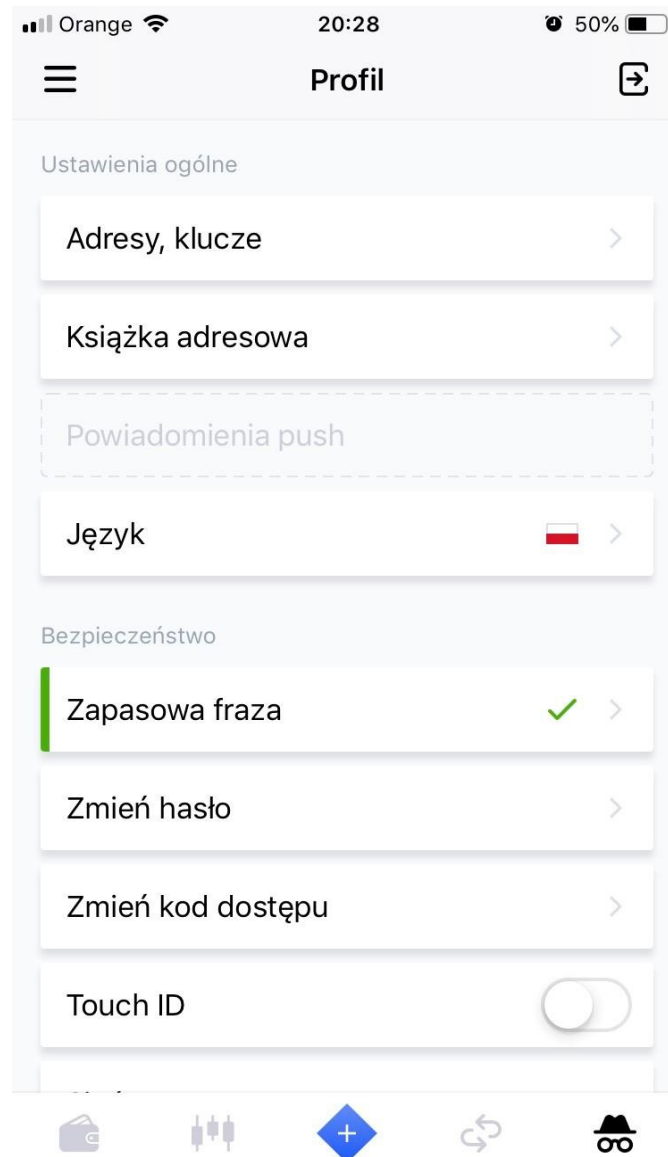 Orange 20:28 50%
Profil
Ustawienia ogólne
Adresy, klucze
Książka adresowa
Powiadomienia push
Język
Bezpieczeństwo
Zapasowa fraza
Zmień hasło
Zmień kod dostępu
Touch ID